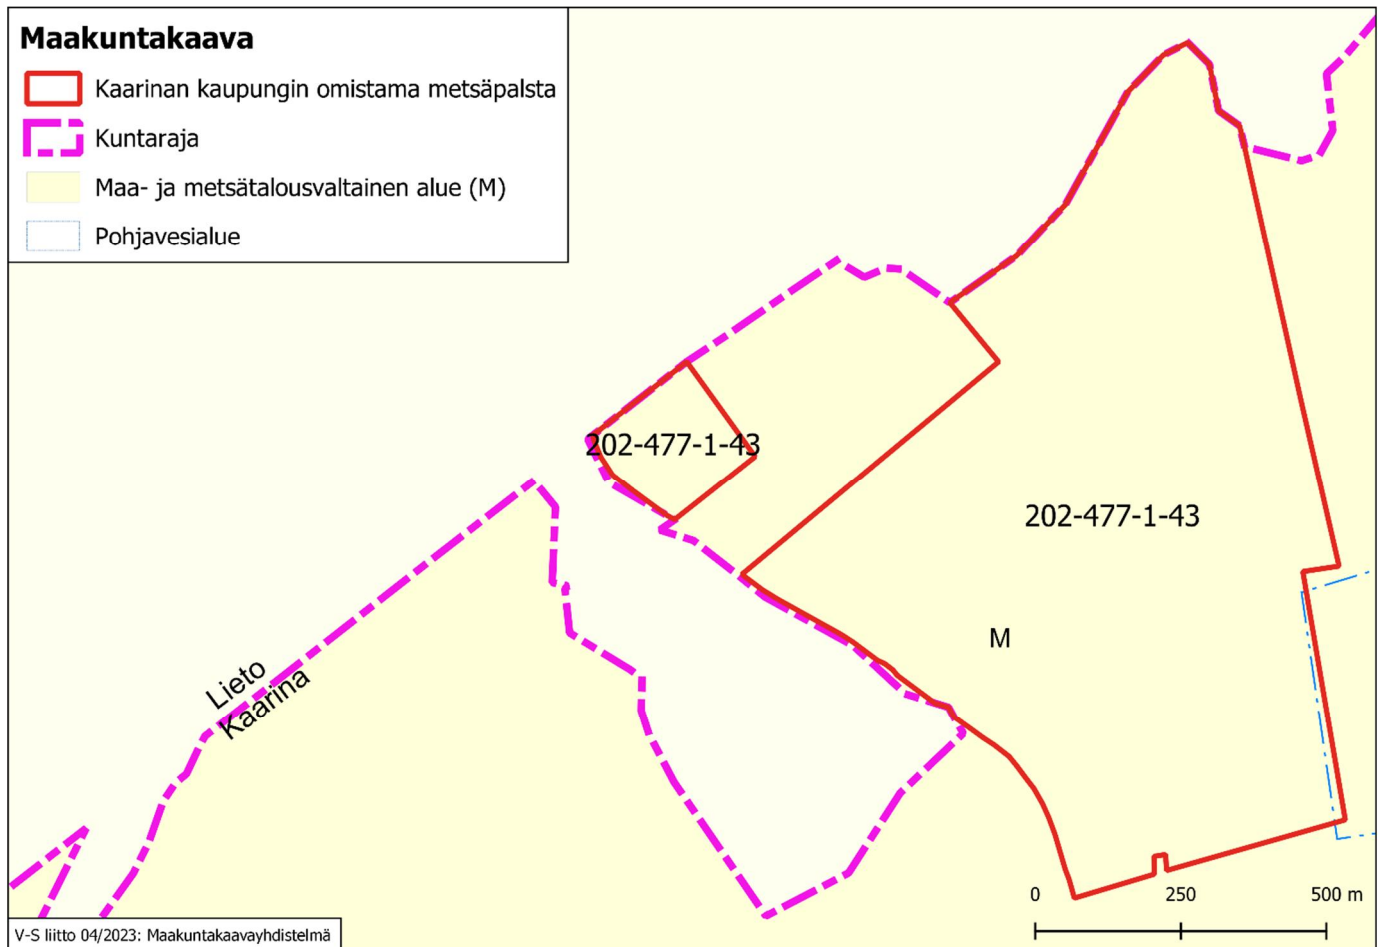 Maakuntakaava
Kaarinan kaupungin omistama metsäpalsta
Kuntaraja
Maa- ja metsätalousvaltainen alue (M)
Pohjavesialue
202-477-1-43
202-477-1-43
M
Lieto
Kaarina
0 250 500 m
V-S liitto 04/2023: Maakuntakaavayhdistelmä